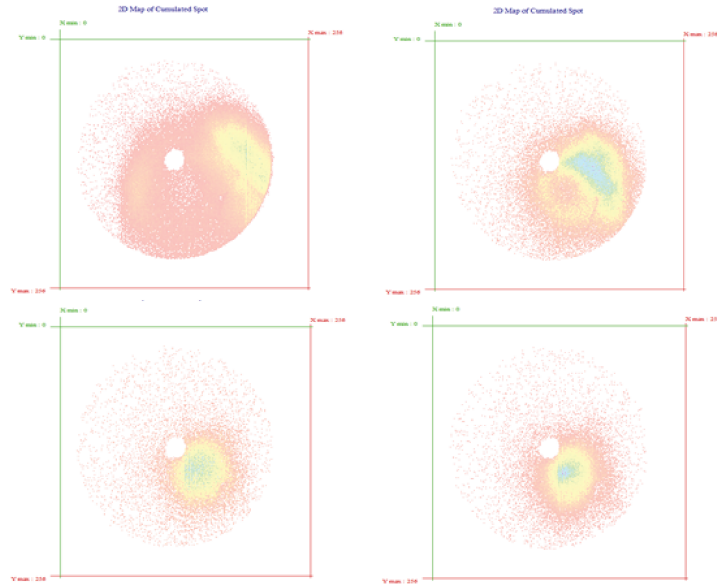 2D Map of Cumulated Spot
X min : 0
Y min : 0
X max : 256
Y max : 256
2D Map of Cumulated Spot
X min : 0
Y min : 0
X max : 256
Y max : 256
X min : 0
Y min : 0
X max : 256
Y max : 256
X min : 0
Y min : 0
X max : 25
Y max : 256